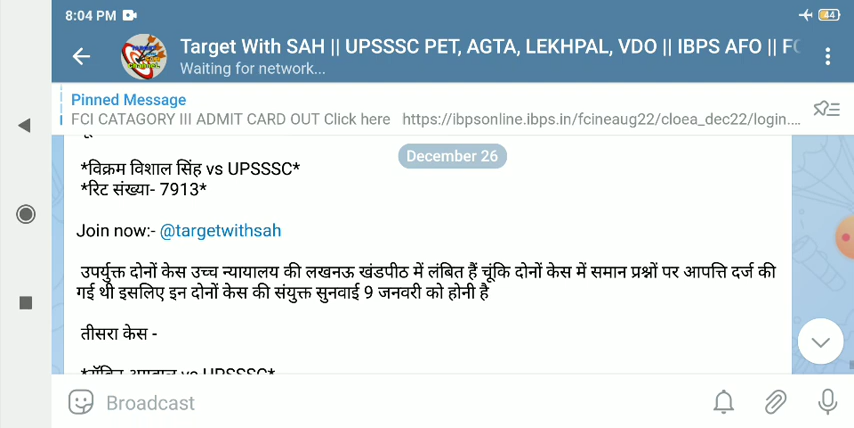 8:04 PM
44
Target With SAH || UPSSSC PET, AGTA, LEKHPAL, VDO || IBPS AFO || FC
Waiting for network...
Pinned Message
FCI CATAGORY III ADMIT CARD OUT Click here https://ibpsonline.ibps.in/fcineaug22/cloea_dec22/login....
December 26
*विक्रम विशाल सिंह vs UPSSSC*
*रिट संख्या- 7913*
Join now:- @targetwithsah
उपर्युक्त दोनों केस उच्च न्यायालय की लखनऊ खंडपीठ में लंबित हैं चूंकि दोनों केस में समान प्रश्नों पर आपत्ति दर्ज की
गई थी इसलिए इन दोनों केस की संयुक्त सुनवाई 9 जनवरी को होनी है
तीसरा केस -
vs UPSSSC*
Broadcast